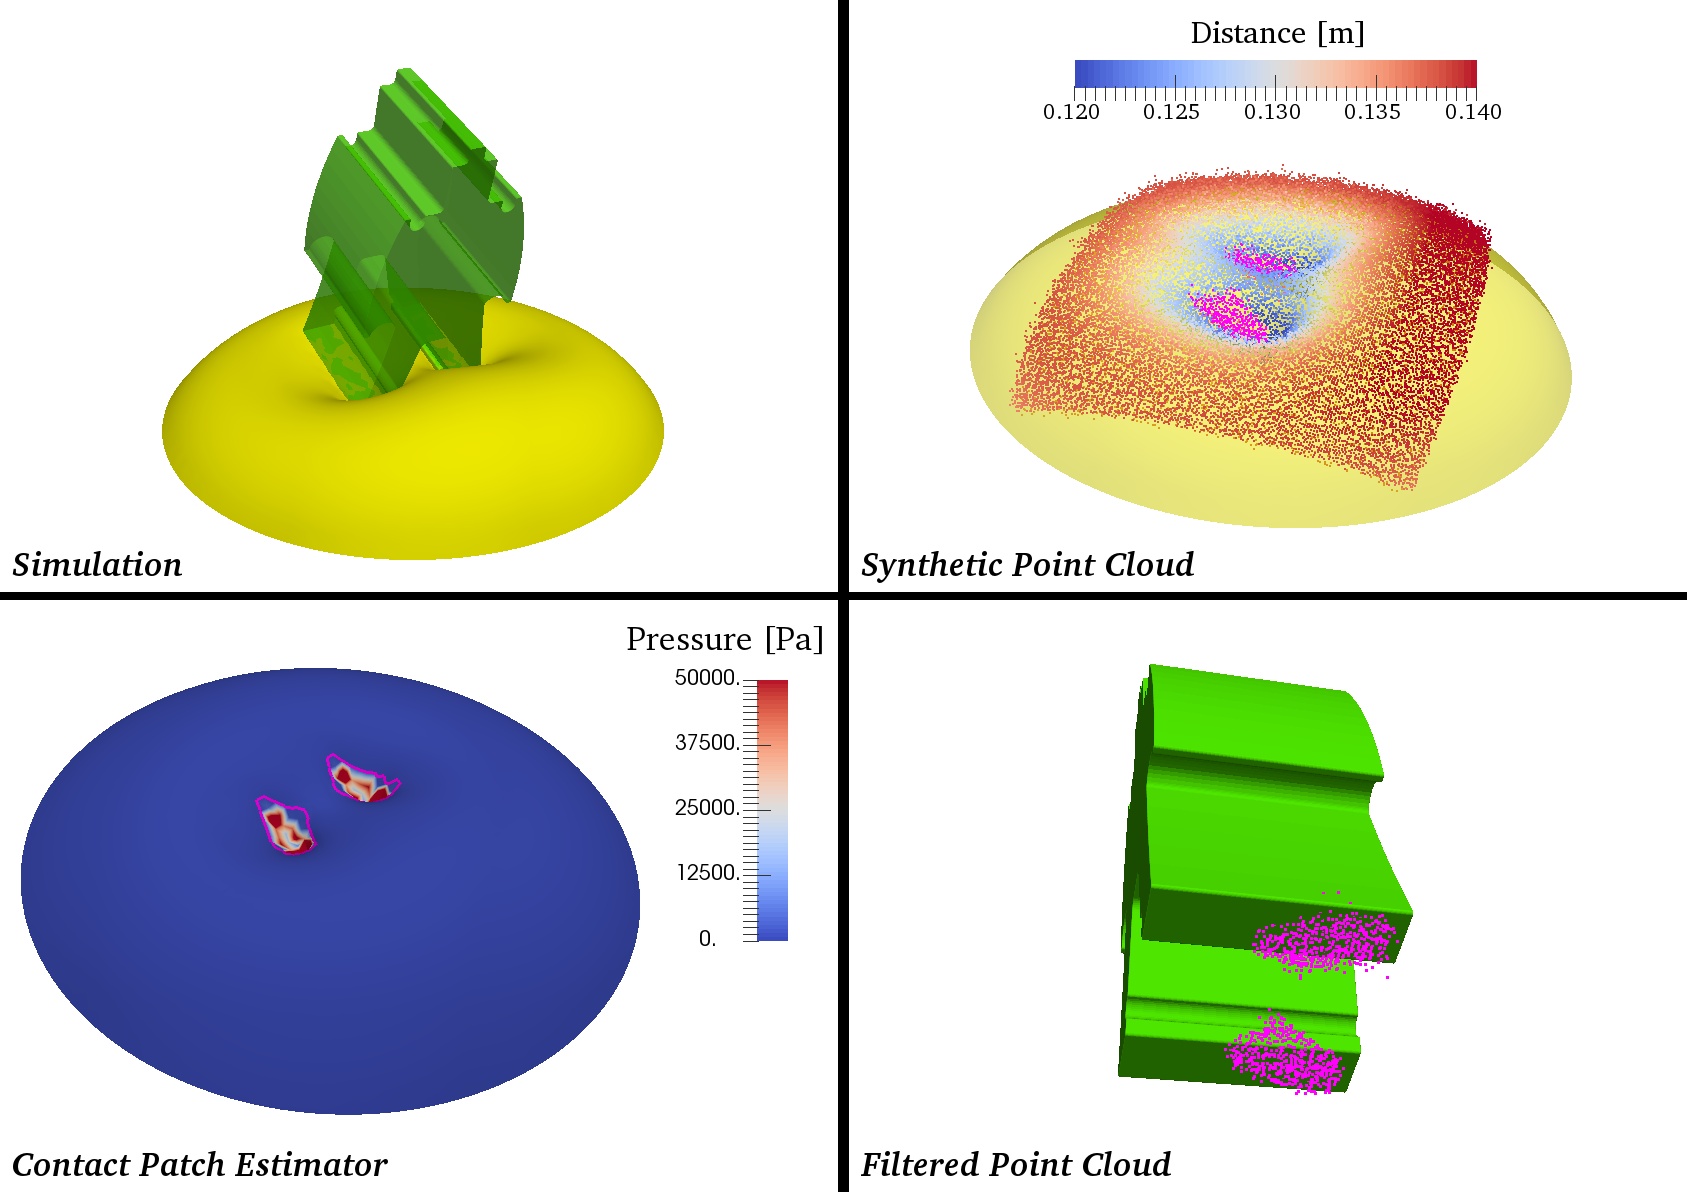 Simulation
Distance [m]
0.120 0.125 0.130 0.135 0.140
Synthetic Point Cloud
Pressure [Pa]
50000.
37500.
25000.
12500.
0.
Contact Patch Estimator
Filtered Point Cloud